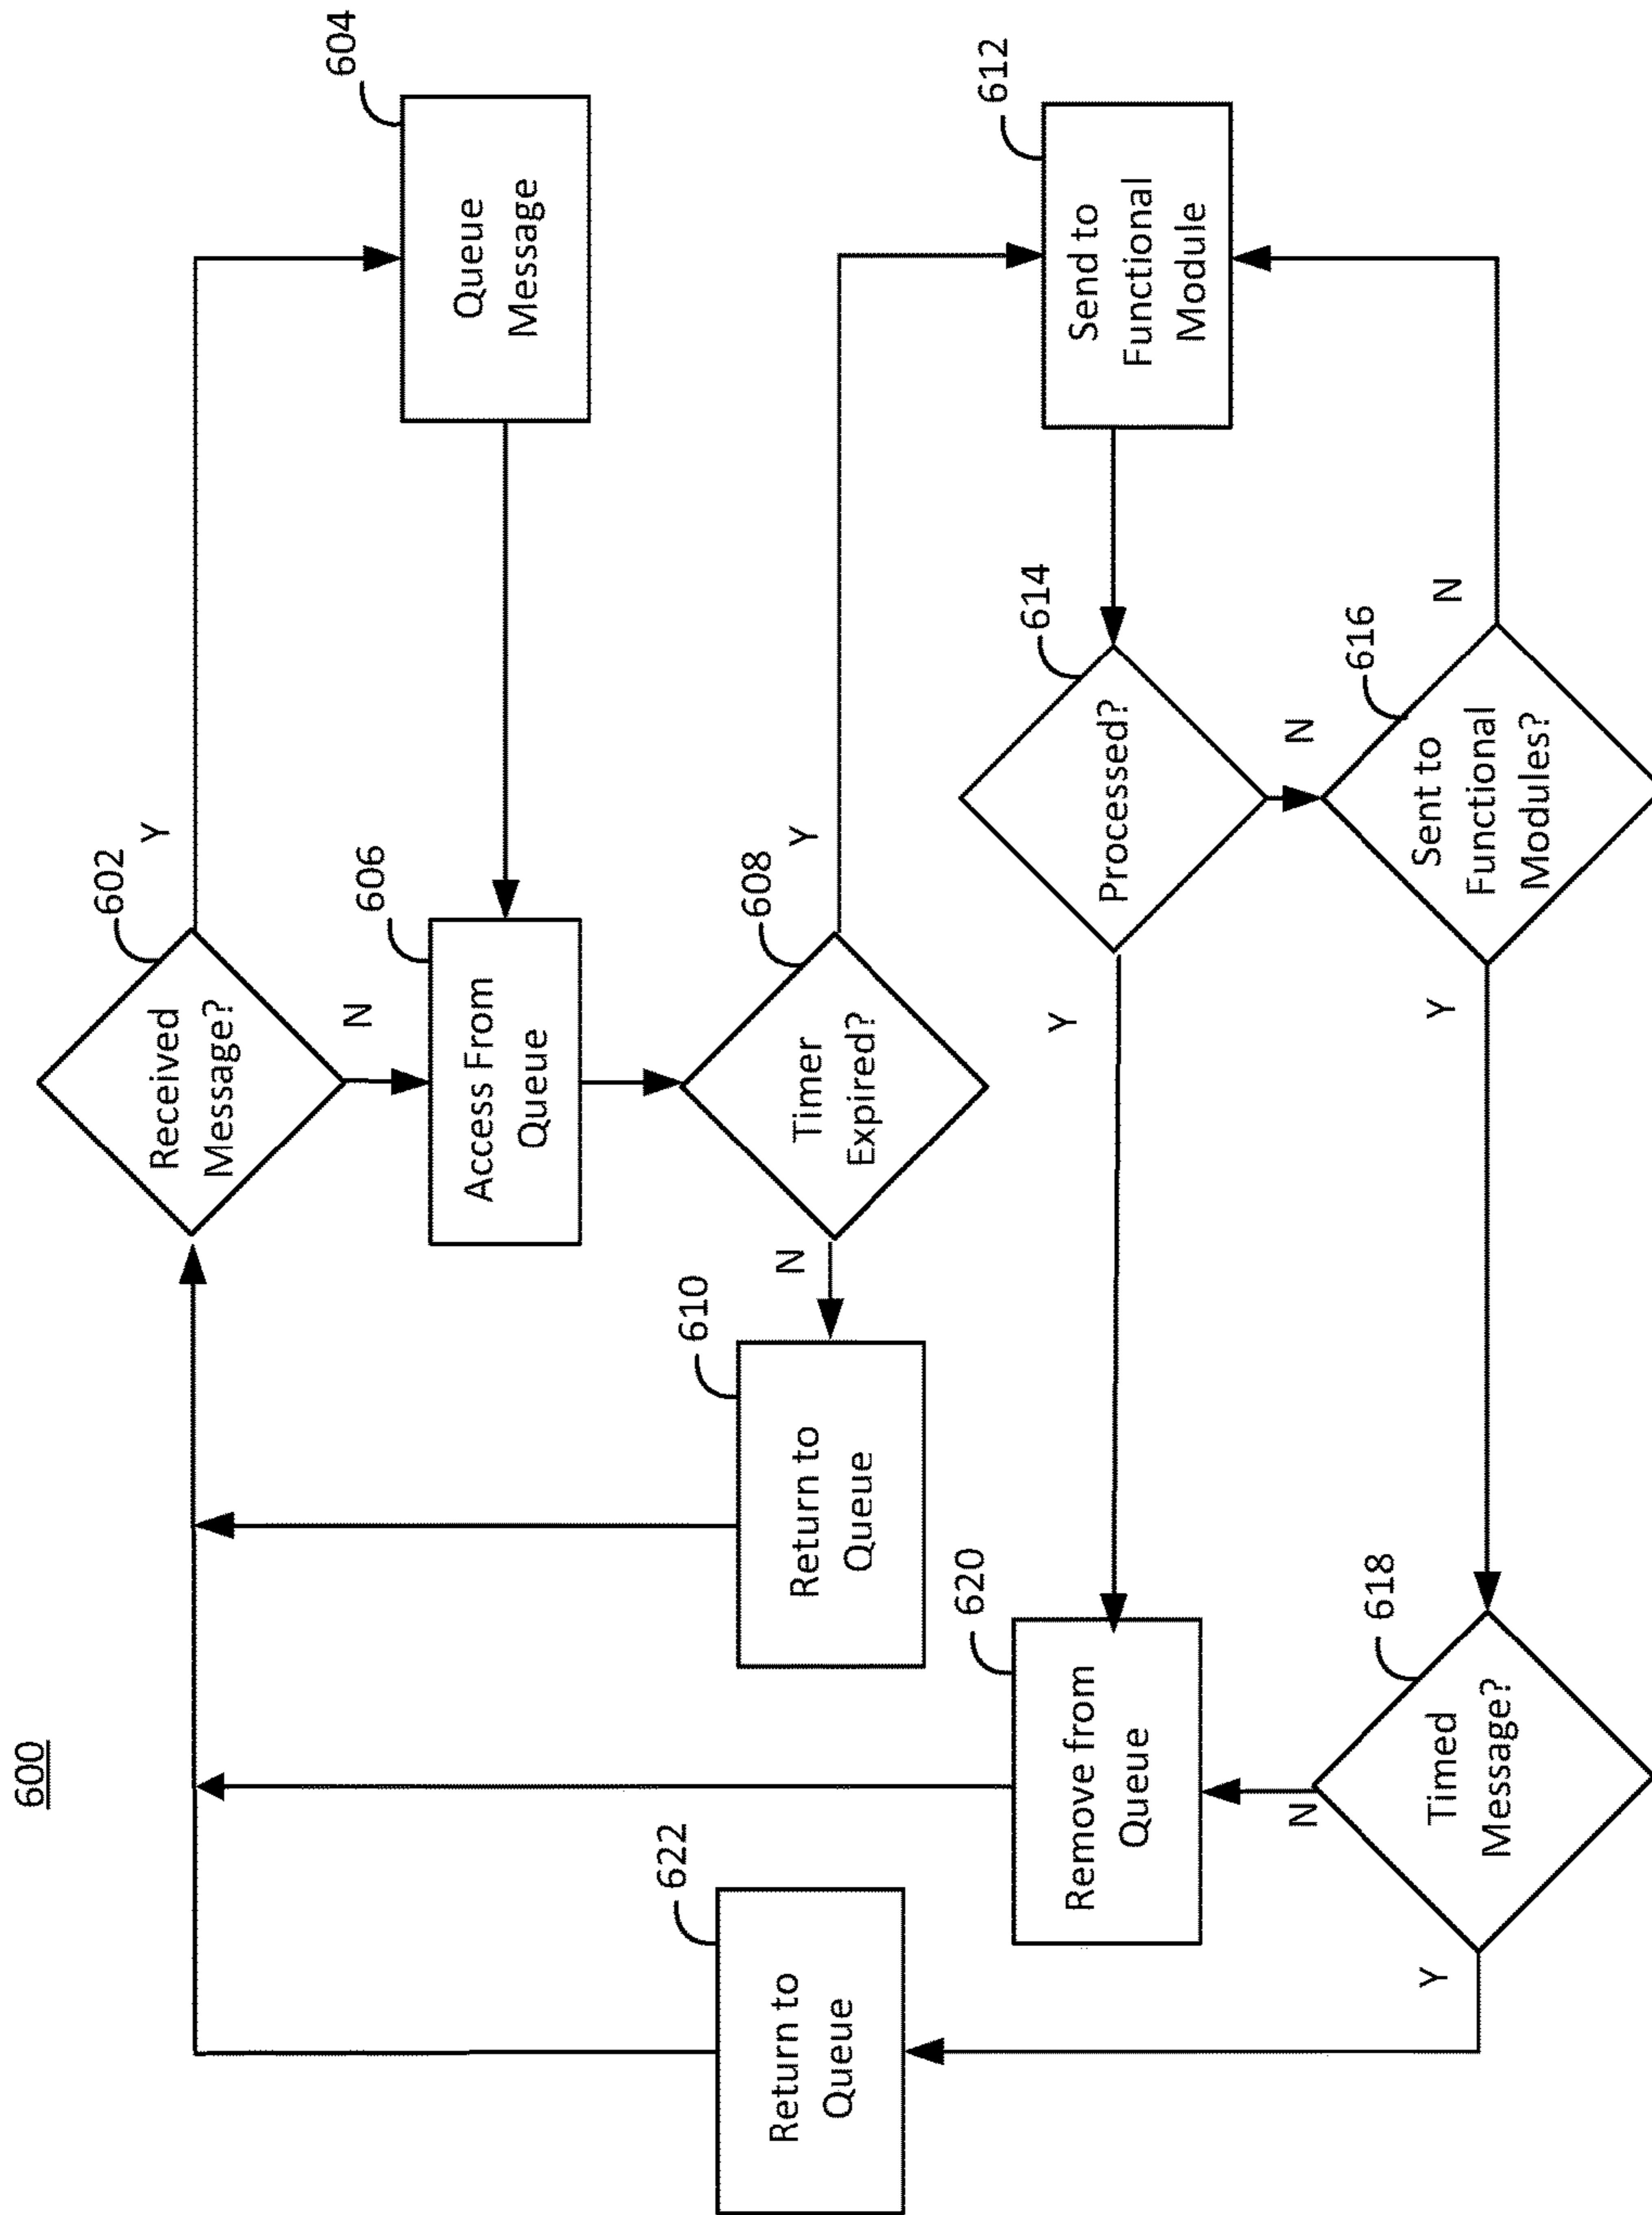 600
602
Received
Message?
Y
N
604
Queue
Message
606
Access From
Queue
608
Timer
Expired?
Y
N
610
Return to
Queue
612
Send to
Functional
Module
614
Processed?
Y
N
616
Sent to
Functional
Modules?
N
Y
618
Timed
Message?
N
Y
620
Remove from
Queue
622
Return to
Queue